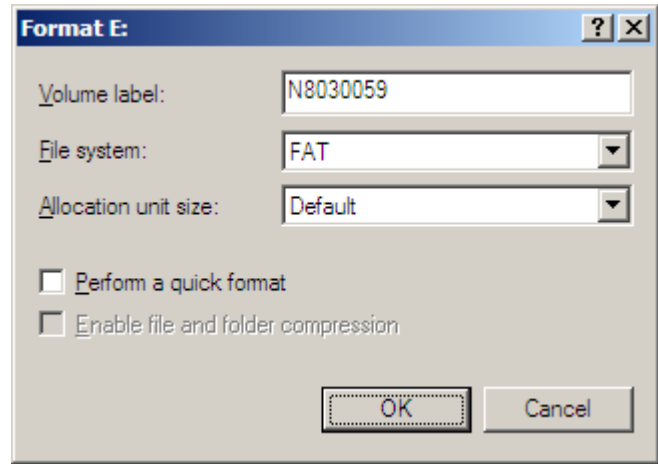 Format E:
Volume label: N8030059
File system: FAT
Allocation unit size: Default
Perform a quick format
Enable file and folder compression
OK Cancel